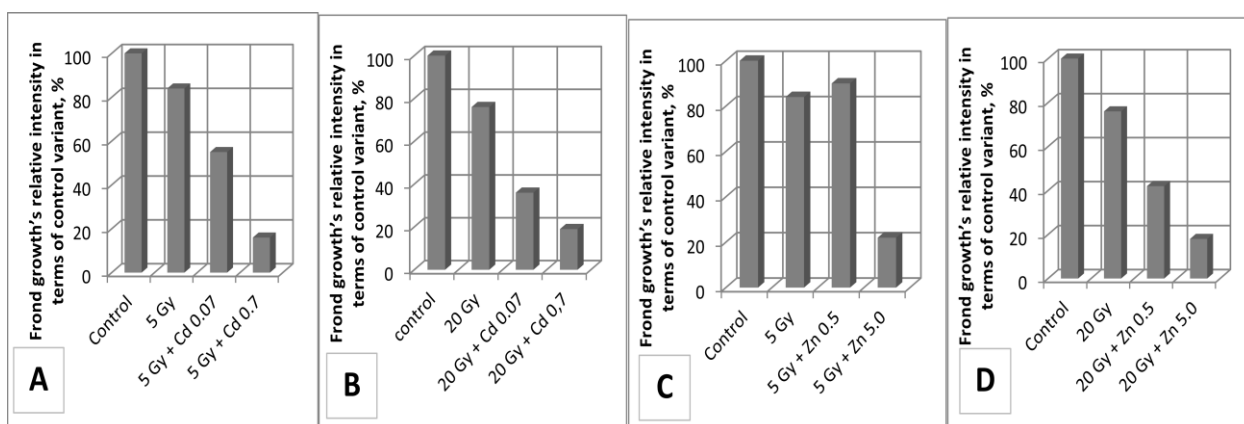 Frond growth's relative intensity in
terms of control variant, %
100
80
60
40
20
0
Control
5 Gy
5 Gy + Cd 0.07
5 Gy + Cd 0.7
A
Frond growth's relative intensity in
terms of control variant, %
100
80
60
40
20
0
control
20 Gy
20 Gy + Cd 0.07
20 Gy + Cd 0,7
B
Frond growth's relative intensity in
terms of control variant, %
100
80
60
40
20
0
Control
5 Gy
5 Gy + Zn 0.5
5 Gy + Zn 5.0
C
Frond growth's relative intensity in
terms of control variant, %
100
80
60
40
20
0
Control
20 Gy
20 Gy + Zn 0.5
20 Gy + Zn 5.0
D